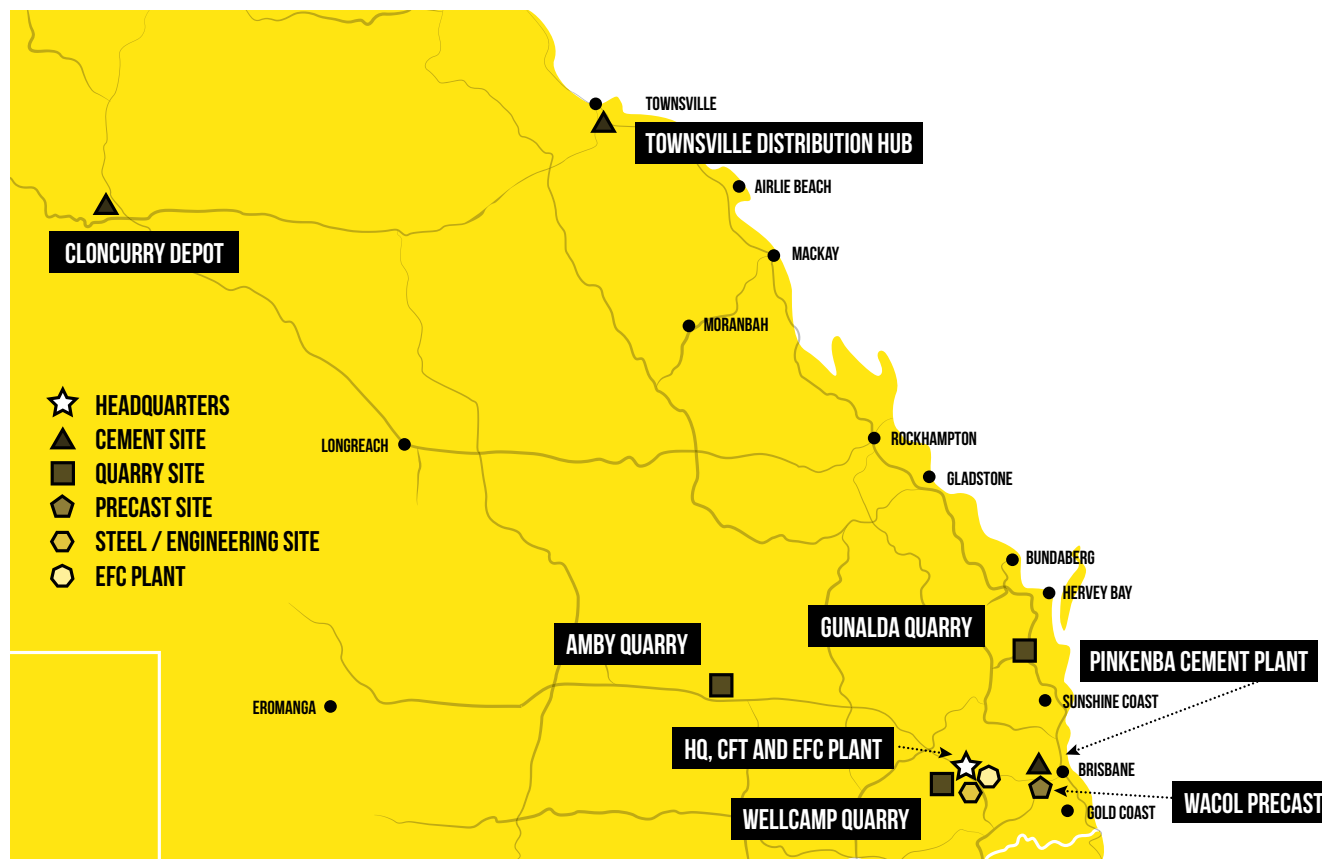 TOWNSVILLE
TOWNSVILLE DISTRIBUTION HUB
AIRLIE BEACH
CLONCURRY DEPOT
MACKAY
MORANBAH
HEADQUARTERS
CEMENT SITE
QUARRY SITE
PRECAST SITE
STEEL / ENGINEERING SITE
EFC PLANT
LONGREACH
ROCKHAMPTON
GLADSTONE
BUNDABERG
HERVEY BAY
GUNALDA QUARRY
AMBY QUARRY
PINKENBA CEMENT PLANT
SUNSHINE COAST
EROMANGA
HQ, CFT AND EFC PLANT
BRISBANE
WACOL PRECAST
GOLD COAST
WELLCAMP QUARRY